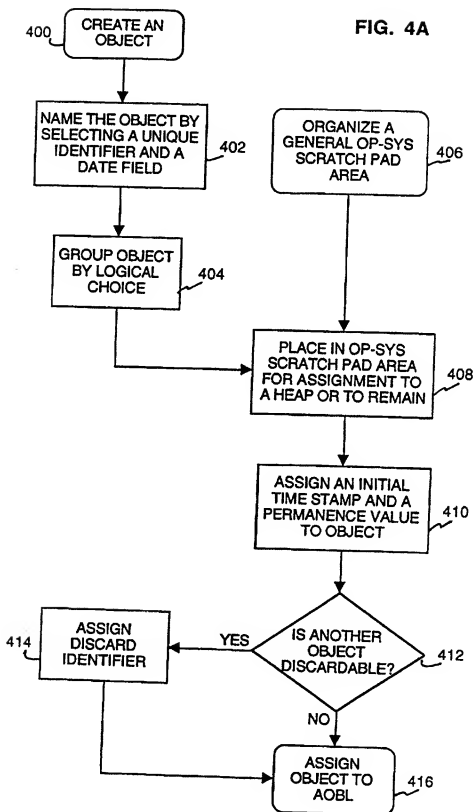 FIG. 4A
400
CREATE AN
OBJECT
NAME THE OBJECT BY
SELECTING A UNIQUE
IDENTIFIER AND A
DATE FIELD
402
ORGANIZE A
GENERAL OP-SYS
SCRATCH PAD
AREA
406
GROUP OBJECT
BY LOGICAL
CHOICE
404
PLACE IN OP-SYS
SCRATCH PAD AREA
FOR ASSIGNMENT TO
A HEAP OR TO REMAIN
408
ASSIGN AN INITIAL
TIME STAMP AND A
PERMANENCE VALUE
TO OBJECT
410
IS ANOTHER
OBJECT
DISCARDABLE?
412
YES
414
ASSIGN
DISCARD
IDENTIFIER
NO
ASSIGN
OBJECT TO
AOBL
416